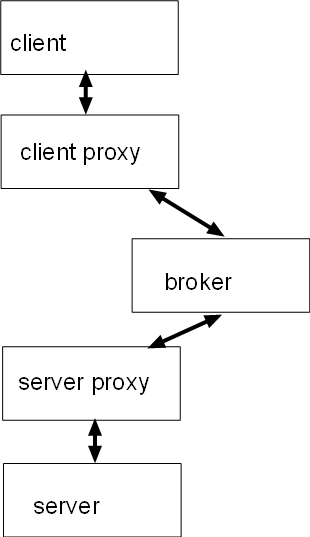 client
client proxy
broker
server proxy
server